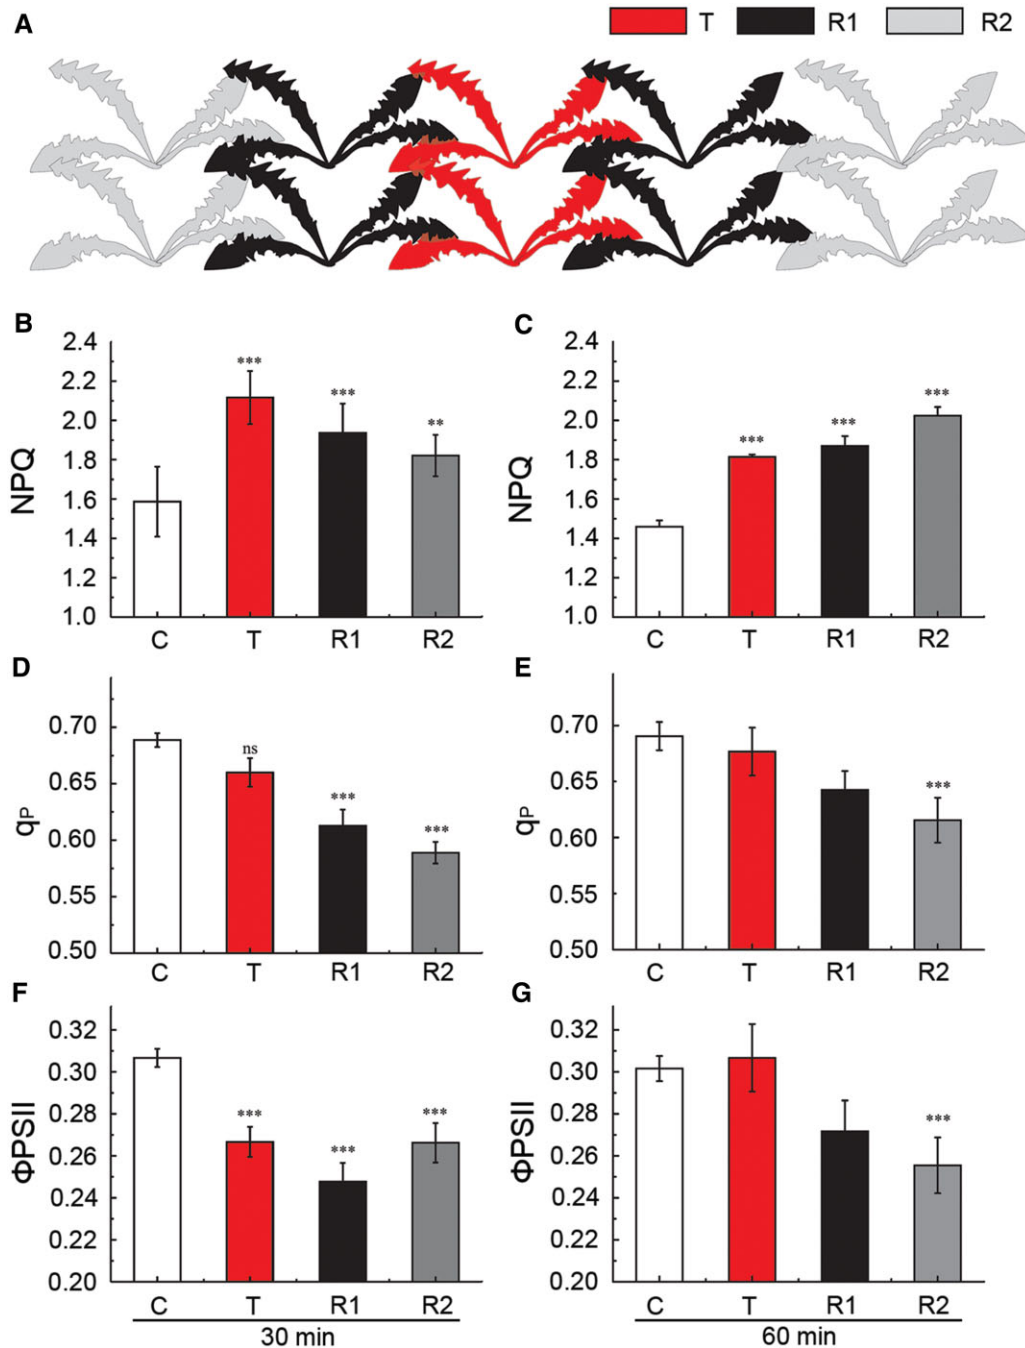 A
T R1 R2
B
NPQ
2.4
2.2
2.0
1.8
1.6
1.4
1.2
1.0
***
***
**
C T R1 R2
C
NPQ
2.4
2.2
2.0
1.8
1.6
1.4
1.2
1.0
***
***
***
C T R1 R2
D
qP
0.70
0.65
0.60
0.55
0.50
ns
***
***
C T R1 R2
E
qP
0.70
0.65
0.60
0.55
0.50
***
C T R1 R2
F
ΦPSII
0.32
0.30
0.28
0.26
0.24
0.22
0.20
***
***
***
C T R1 R2
30 min
G
ΦPSII
0.32
0.30
0.28
0.26
0.24
0.22
0.20
***
C T R1 R2
60 min